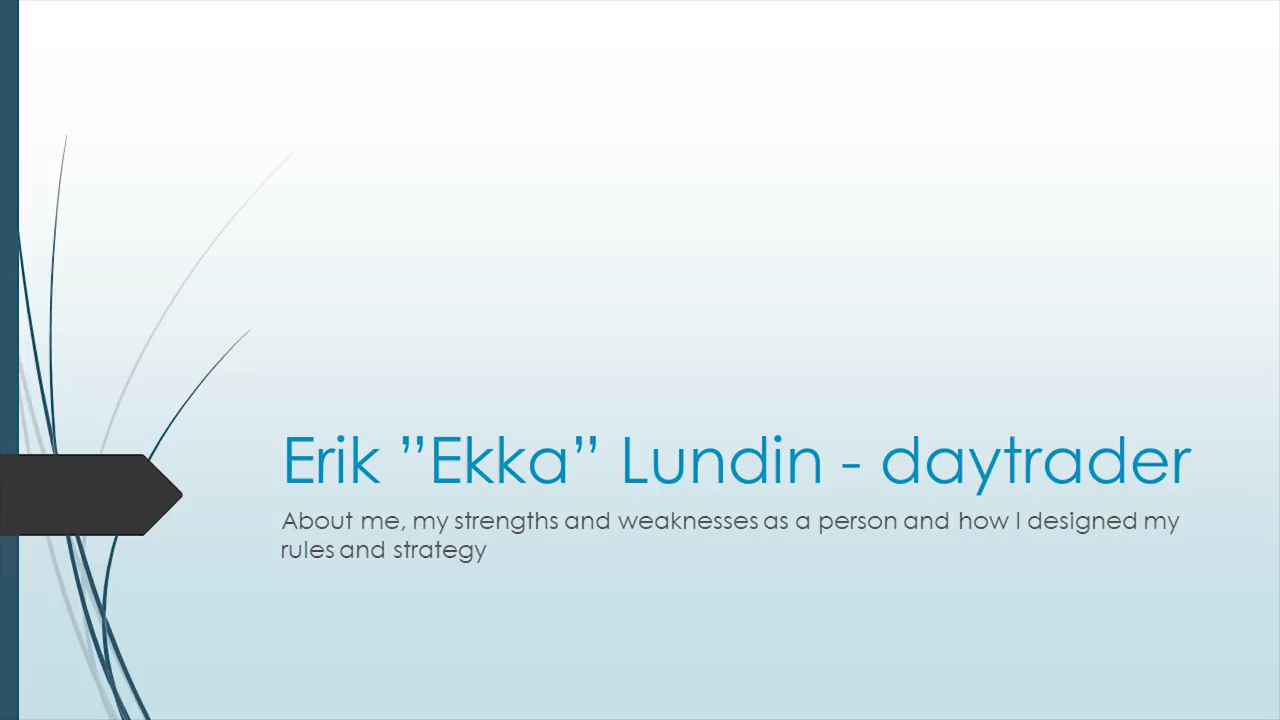 Erik ”Ekka” Lundin - daytrader
About me, my strengths and weaknesses as a person and how I designed my
rules and strategy